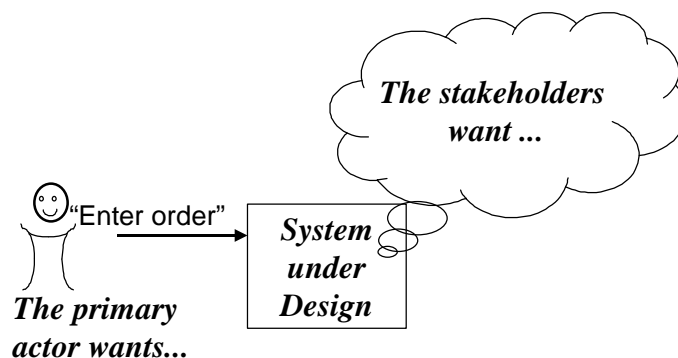 The stakeholders
want ...
“Enter order”
System
under
Design
The primary
actor wants...